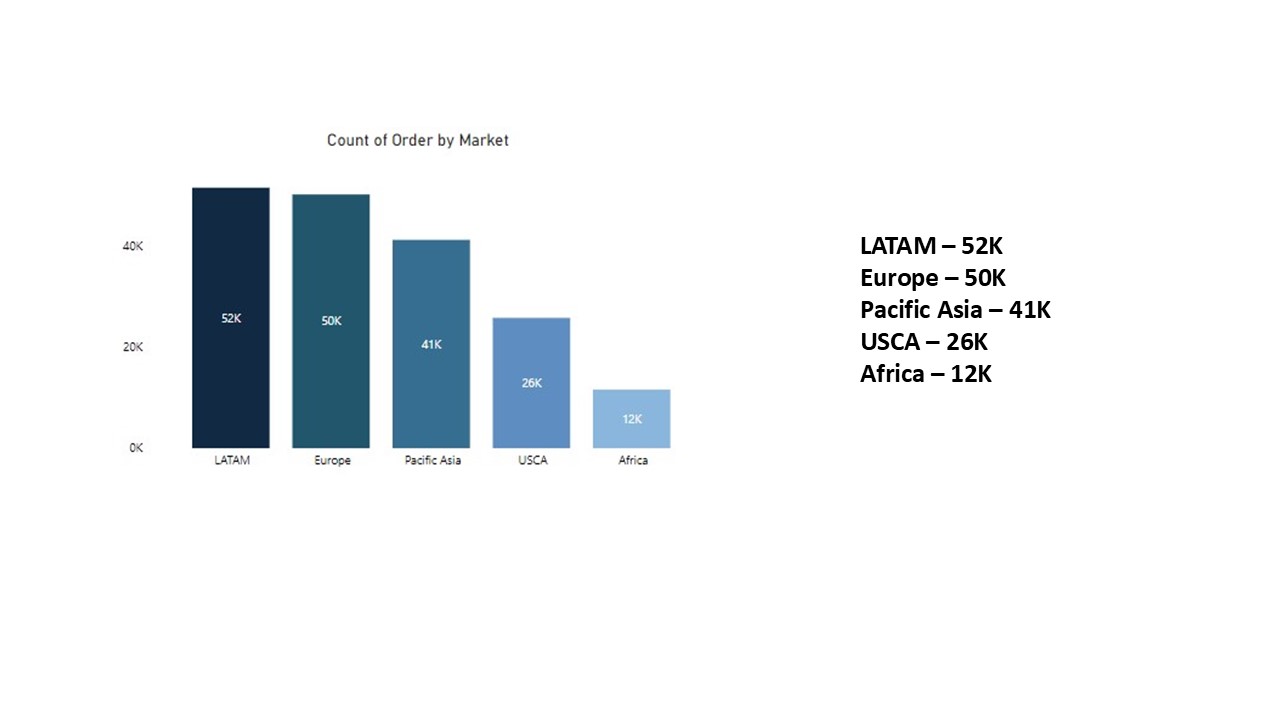 Count of Order by Market
40K
20K
0K
52K
50K
41K
26K
12K
LATAM Europe Pacific Asia USCA Africa
LATAM – 52K
Europe – 50K
Pacific Asia – 41K
USCA – 26K
Africa – 12K